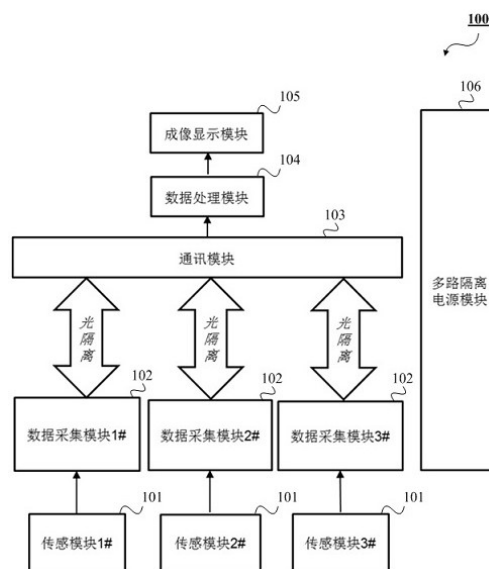 100
105
106
成像显示模块
104
数据处理模块
103
通讯模块
多路隔离
电源模块
光隔离
光隔离
光隔离
102
102
102
数据采集模块1#
数据采集模块2#
数据采集模块3#
101
101
101
传感模块1#
传感模块2#
传感模块3#